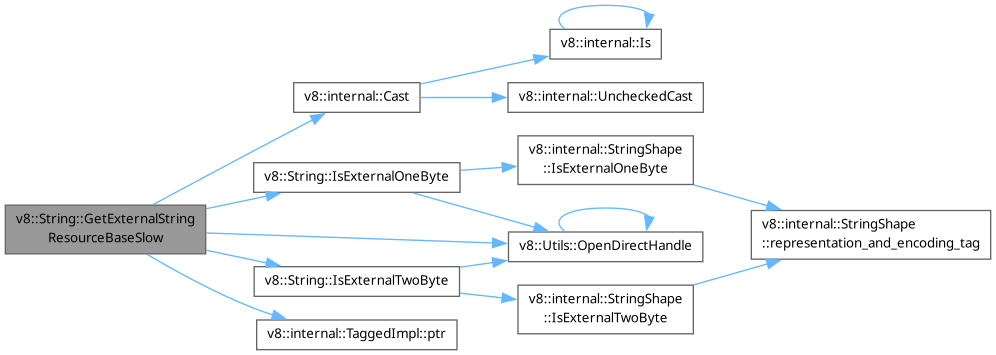 v8::internal::Is
v8::internal::Cast
v8::internal::UncheckedCast
v8::internal::StringShape
::IsExternalOneByte
v8::String::IsExternalOneByte
v8::String::GetExternalString
ResourceBaseSlow
v8::internal::StringShape
::representation_and_encoding_tag
v8::Utils::OpenDirectHandle
v8::String::IsExternalTwoByte
v8::internal::StringShape
::IsExternalTwoByte
v8::internal::TaggedImpl::ptr